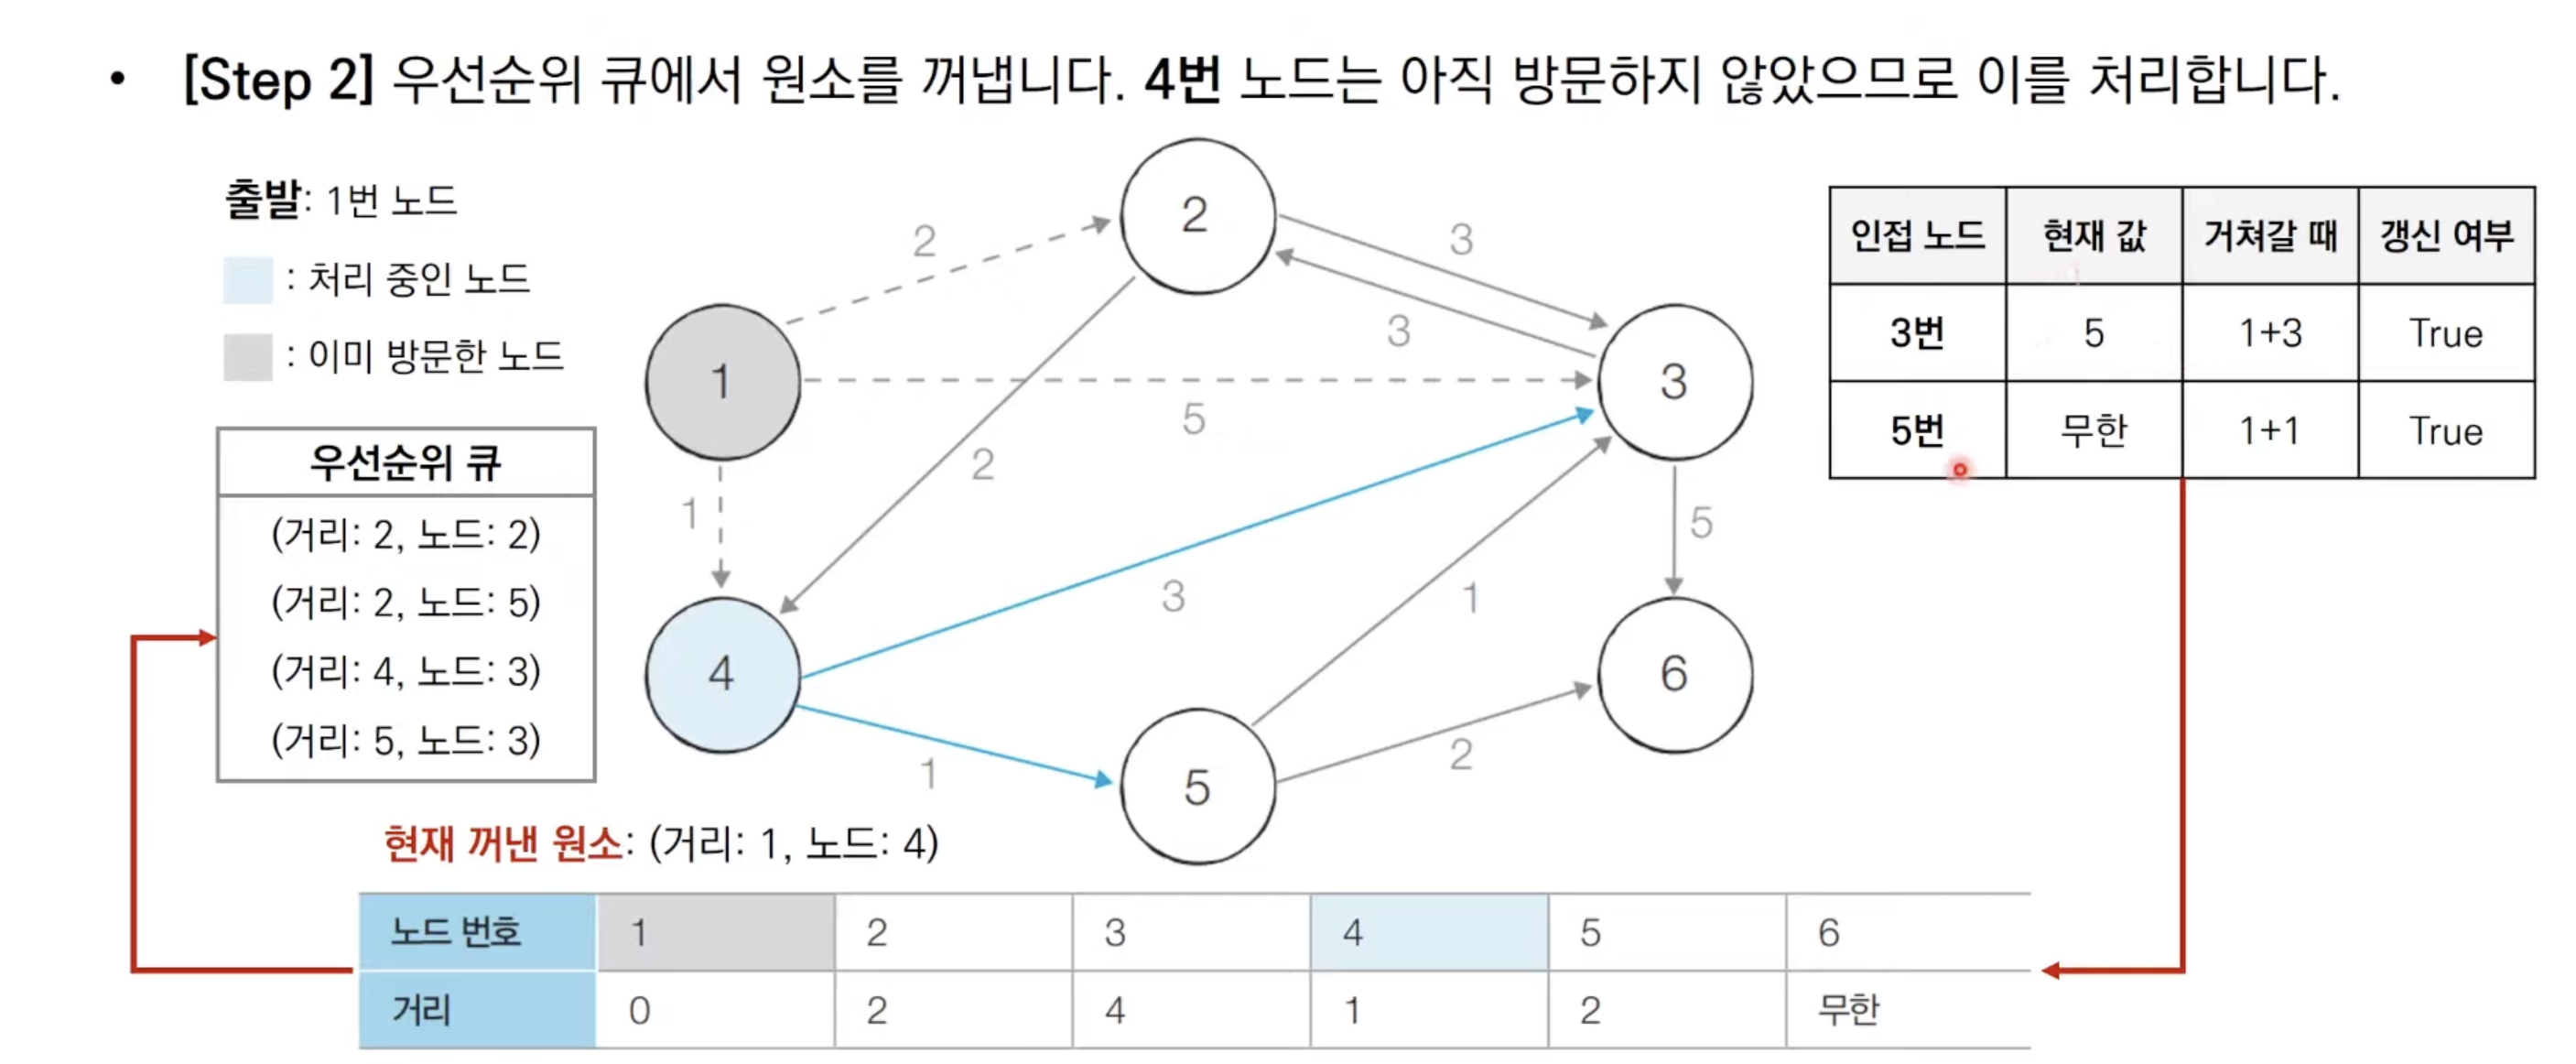 • [Step 2] 우선순위 큐에서 원소를 꺼냅니다. 4번 노드는 아직 방문하지 않았으므로 이를 처리합니다.
출발: 1번 노드
: 처리 중인 노드
: 이미 방문한 노드
우선순위 큐
(거리: 2, 노드: 2)
(거리: 2, 노드: 5)
(거리: 4, 노드: 3)
(거리: 5, 노드: 3)
2
2
3
3
1
5
3
2
1
5
3
1
4
6
2
1
5
인접 노드 현재 값 거쳐갈 때 갱신 여부
3번 5 1+3 True
5번 무한 1+1 True
현재 꺼낸 원소: (거리: 1, 노드: 4)
노드 번호 1 2 3 4 5 6
거리 0 2 4 1 2 무한